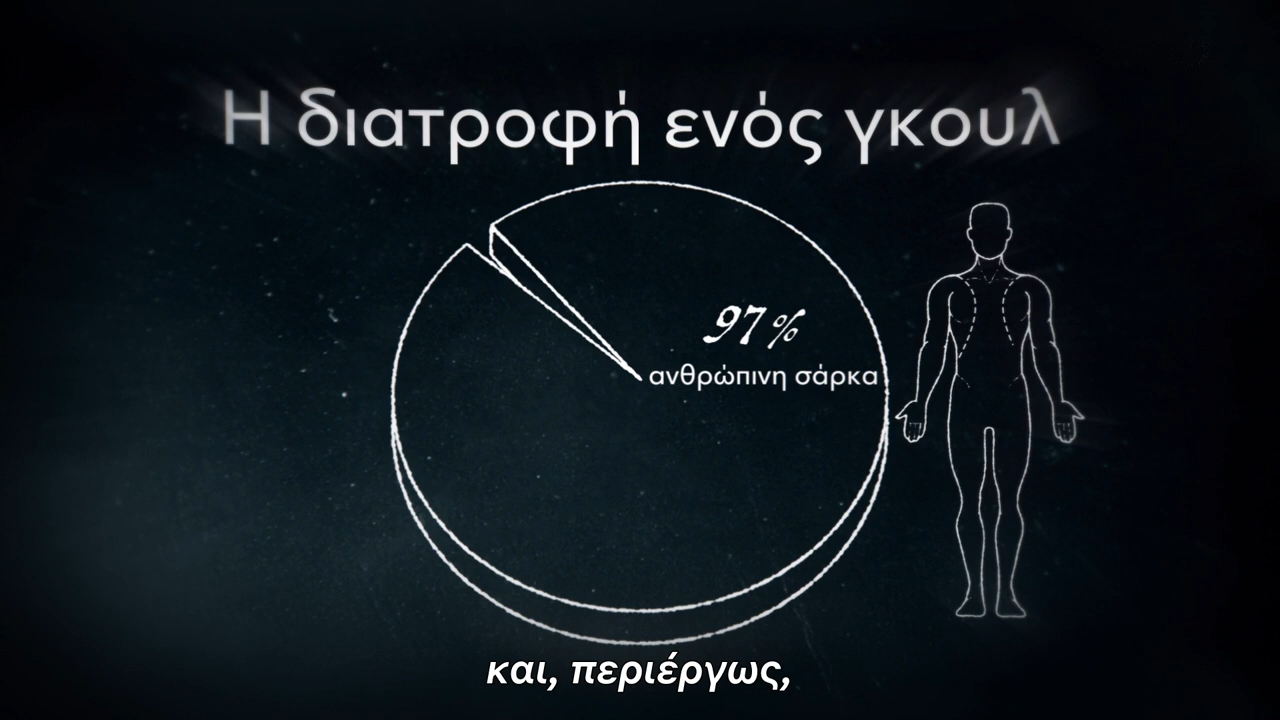 Η διατροφή ενός γκουλ
97%
ανθρώπινη σάρκα
και, περιέργως,